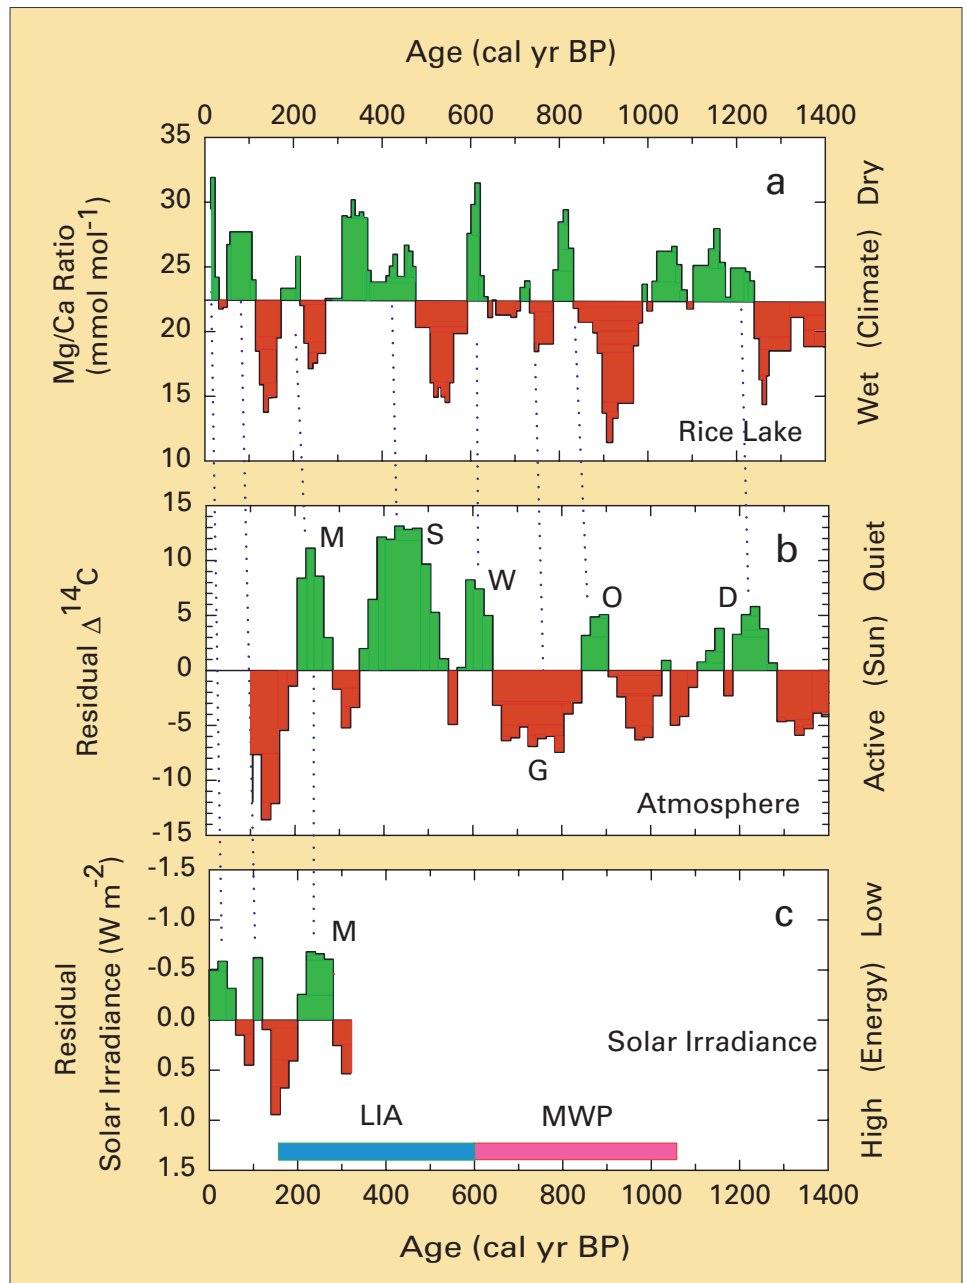 Age (cal yr BP)
0 200 400 600 800 1000 1200 1400
35
30
25
20
15
10
Mg/Ca Ratio
(mmol mol-1)
a
Rice Lake
Wet (Climate) Dry
15
10
5
0
-5
-10
-15
Residual Δ 14C
M
S
W
G
O
D
b
Atmosphere
Active (Sun) Quiet
-1.5
-1.0
-0.5
0.0
0.5
1.0
1.5
Residual
Solar Irradiance (W m-2)
M
c
Solar Irradiance
LIA
MWP
High (Energy) Low
0 200 400 600 800 1000 1200 1400
Age (cal yr BP)